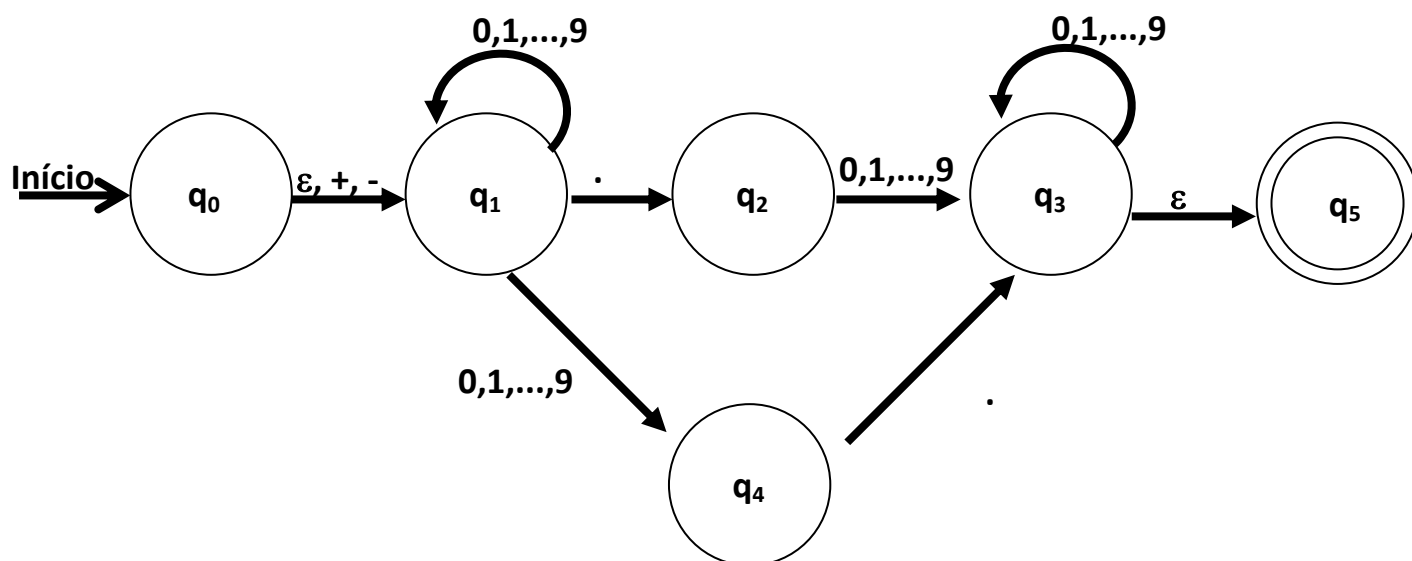 0,1,...,9
0,1,...,9
Início
q0
ε, +, -
q1
.
q2
0,1,...,9
q3
ε
q5
0,1,...,9
.
q4